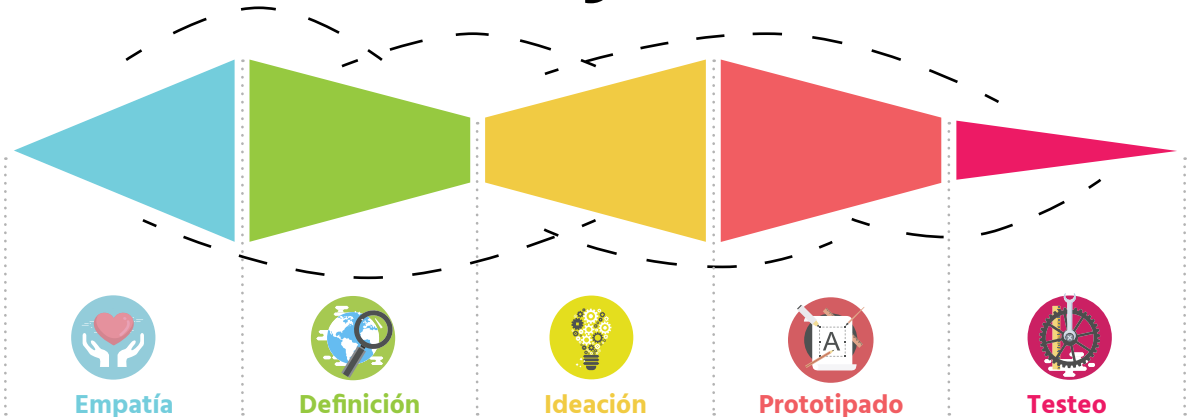 A
Empatía
Definición
Ideación
Prototipado
Testeo